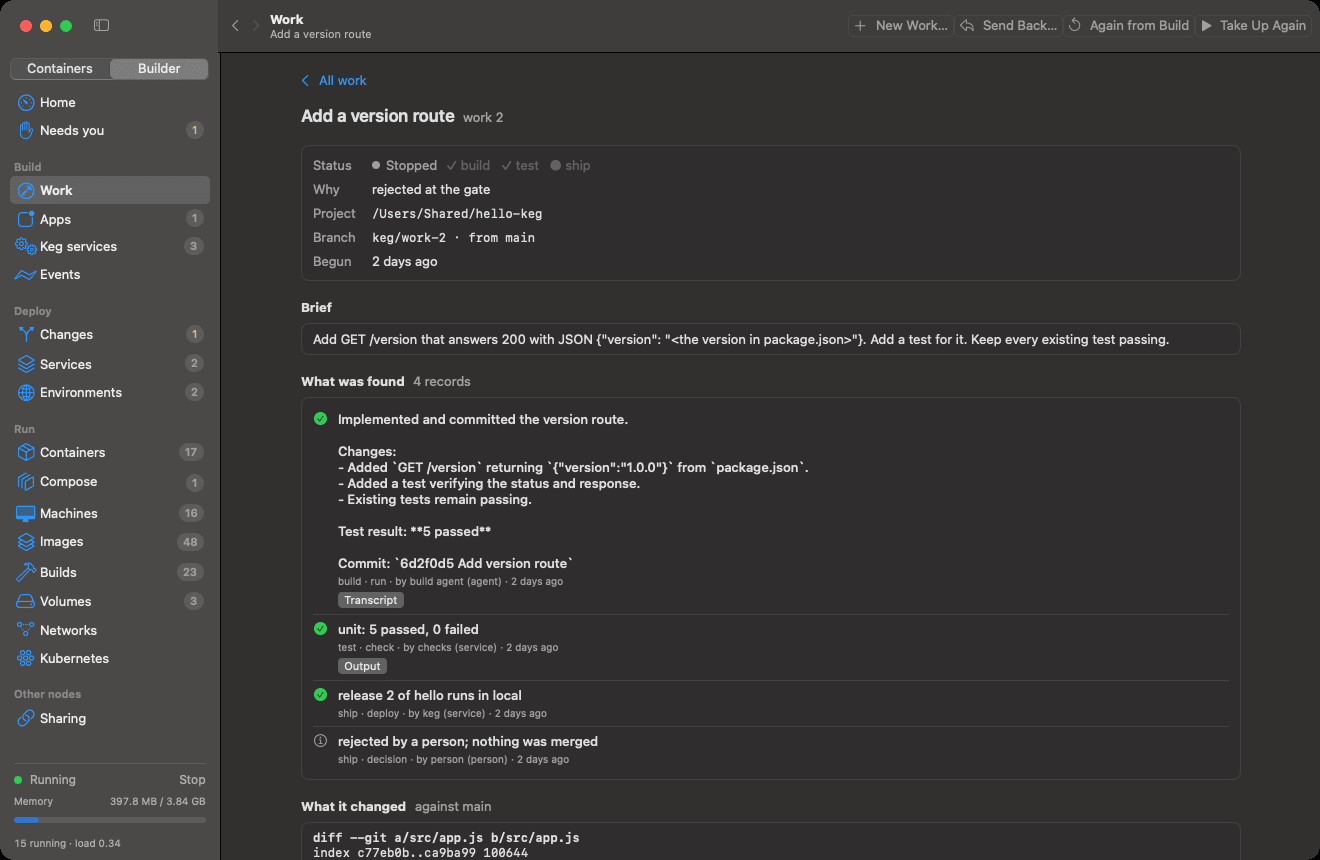 Work
Add a version route
New Work...
Send Back...
Again from Build
Take Up Again
Containers
Builder
Home
Needs you 1
Build
Work
Apps 1
Keg services 3
Events
Deploy
Changes 1
Services 2
Environments 2
Run
Containers 17
Compose 1
Machines 16
Images 48
Builds 23
Volumes 3
Networks
Kubernetes
Other nodes
Sharing
Running Stop
Memory 397.8 MB / 3.84 GB
15 running · load 0.34
All work
Add a version route work 2
Status Stopped build test ship
Why rejected at the gate
Project /Users/Shared/hello-keg
Branch keg/work-2 · from main
Begun 2 days ago
Brief
Add GET /version that answers 200 with JSON {"version": "<the version in package.json>"}. Add a test for it. Keep every existing test passing.
What was found 4 records
Implemented and committed the version route.
Changes:
- Added `GET /version` returning `{"version":"1.0.0"}` from `package.json`.
- Added a test verifying the status and response.
- Existing tests remain passing.
Test result: **5 passed**
Commit: `6d2f0d5 Add version route`
build · run · by build agent (agent) · 2 days ago
Transcript
unit: 5 passed, 0 failed
test · check · by checks (service) · 2 days ago
Output
release 2 of hello runs in local
ship · deploy · by keg (service) · 2 days ago
rejected by a person; nothing was merged
ship · decision · by person (person) · 2 days ago
What it changed against main
diff --git a/src/app.js b/src/app.js
index c77eb0b..ca9ba99 100644